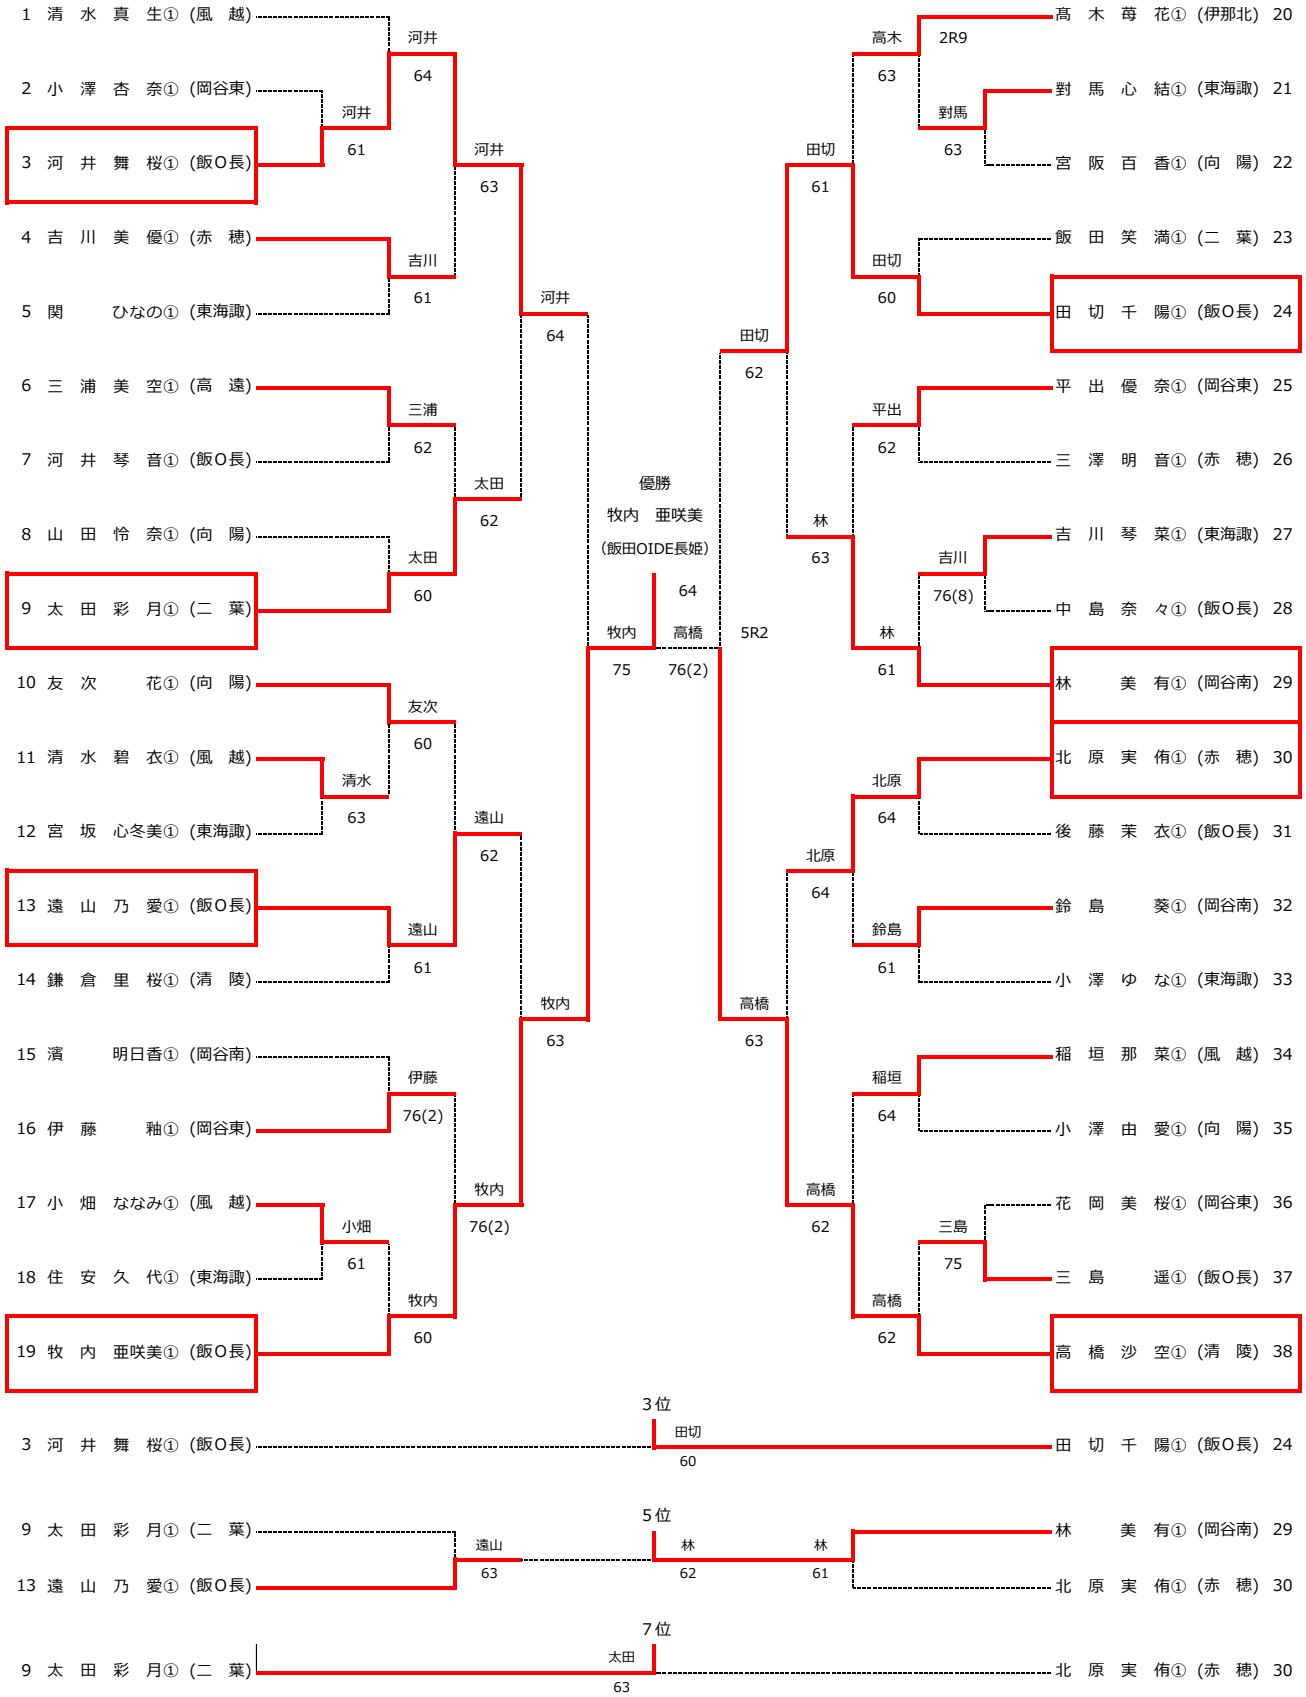 1 清 水 真 生① (風 越)
2 小 澤 杏 奈① (岡谷東)
3 河 井 舞 桜① (飯O長)
4 吉 川 美 優① (赤 穂)
5 関 ひなの① (東海諏)
6 三 浦 美 空① (高 遠)
7 河 井 琴 音① (飯O長)
8 山 田 怜 奈① (向 陽)
9 太 田 彩 月① (二 葉)
10 友 次 花① (向 陽)
11 清 水 碧 衣① (風 越)
12 宮 坂 心冬美① (東海諏)
13 遠 山 乃 愛① (飯O長)
14 鎌 倉 里 桜① (清 陵)
15 濱 明日香① (岡谷南)
16 伊 藤 釉① (岡谷東)
17 小 畑 ななみ① (風 越)
18 住 安 久 代① (東海諏)
19 牧 内 亜咲美① (飯O長)
河井
61
清水
63
小畑
61
河井
64
吉川
61
三浦
62
太田
60
友次
60
遠山
61
伊藤
76(2)
牧内
60
河井
63
太田
62
遠山
62
牧内
76(2)
河井
64
牧内
63
優勝
牧内 亜咲美
(飯田OIDE長姫)
64
牧内
75
高橋
76(2)
5R2
田切
62
高橋
63
田切
61
林
63
北原
64
高橋
62
高木
63
2R9
田切
60
平出
62
林
61
北原
64
鈴島
61
稲垣
64
高橋
62
對馬
63
吉川
76(8)
三島
75
髙 木 苺 花① (伊那北) 20
對 馬 心 結① (東海諏) 21
宮 阪 百 香① (向 陽) 22
飯 田 笑 満① (二 葉) 23
田 切 千 陽① (飯O長) 24
平 出 優 奈① (岡谷東) 25
三 澤 明 音① (赤 穂) 26
吉 川 琴 菜① (東海諏) 27
中 島 奈 々① (飯O長) 28
林 美 有① (岡谷南) 29
北 原 実 侑① (赤 穂) 30
後 藤 茉 衣① (飯O長) 31
鈴 島 葵① (岡谷南) 32
小 澤 ゆ な① (東海諏) 33
稲 垣 那 菜① (風 越) 34
小 澤 由 愛① (向 陽) 35
花 岡 美 桜① (岡谷東) 36
三 島 遥① (飯O長) 37
高 橋 沙 空① (清 陵) 38
3位
3 河 井 舞 桜① (飯O長)
田切
60
田 切 千 陽① (飯O長) 24
5位
9 太 田 彩 月① (二 葉)
13 遠 山 乃 愛① (飯O長)
遠山
63
林
62
林
61
林 美 有① (岡谷南) 29
北 原 実 侑① (赤 穂) 30
7位
9 太 田 彩 月① (二 葉)
太田
63
北 原 実 侑① (赤 穂) 30